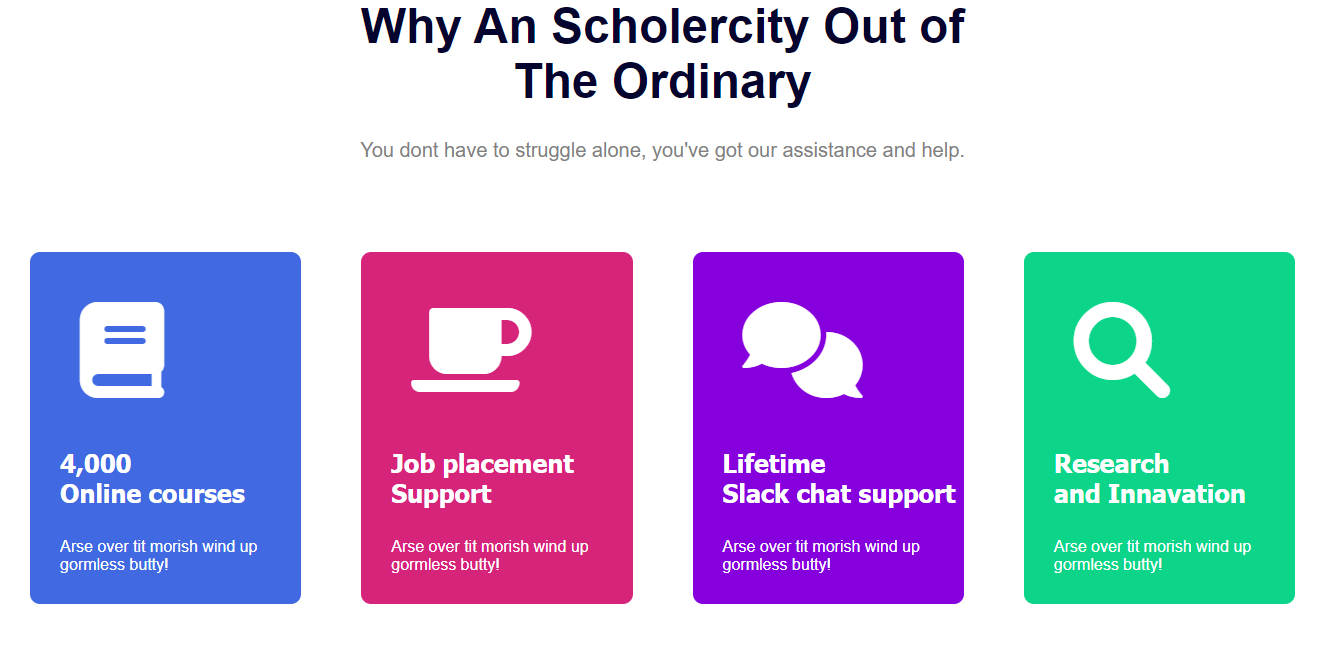 Why An Scholercity Out of
The Ordinary
You dont have to struggle alone, you've got our assistance and help.
4,000
Online courses
Arse over tit morish wind up
gormless butty!
Job placement
Support
Arse over tit morish wind up
gormless butty!
Lifetime
Slack chat support
Arse over tit morish wind up
gormless butty!
Research
and Innavation
Arse over tit morish wind up
gormless butty!